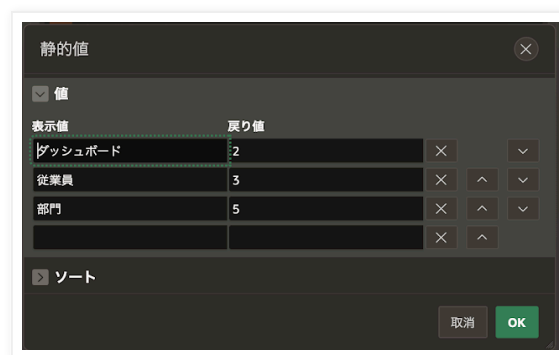 静的値
値
表示値 戻り値
ダッシュボード 2
従業員 3
部門 5
ソート
取消 OK